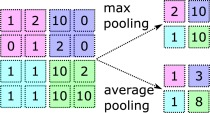 max
pooling
1 2 10 0
0 1 2 0
1 1 10 2
1 1 10 10
2 10
1 10
average
pooling
1 3
1 8